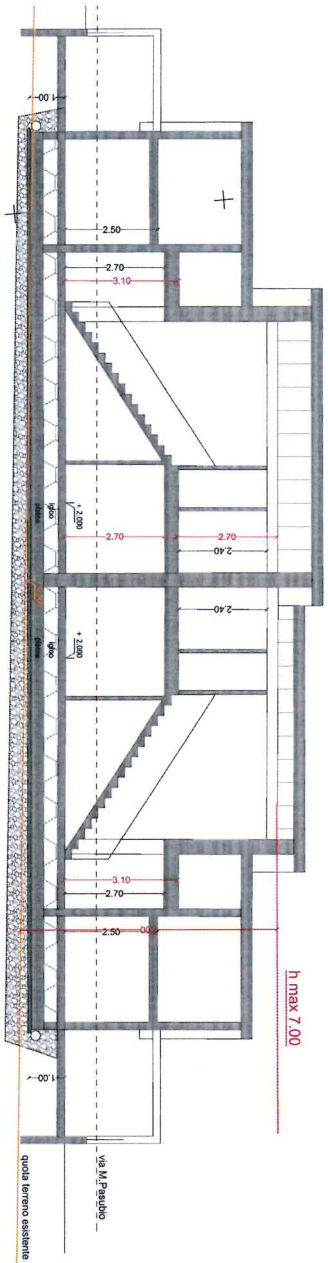 h max 7.00
2.40
2.40
2.70
2.70
3.10
3.10
2.50
2.70
2.70
2.50
+ 2.000
+ 2.000
igloo
platea
igloo
platea
1.00
1.00
via M.Pasubio
quota terreno esistente